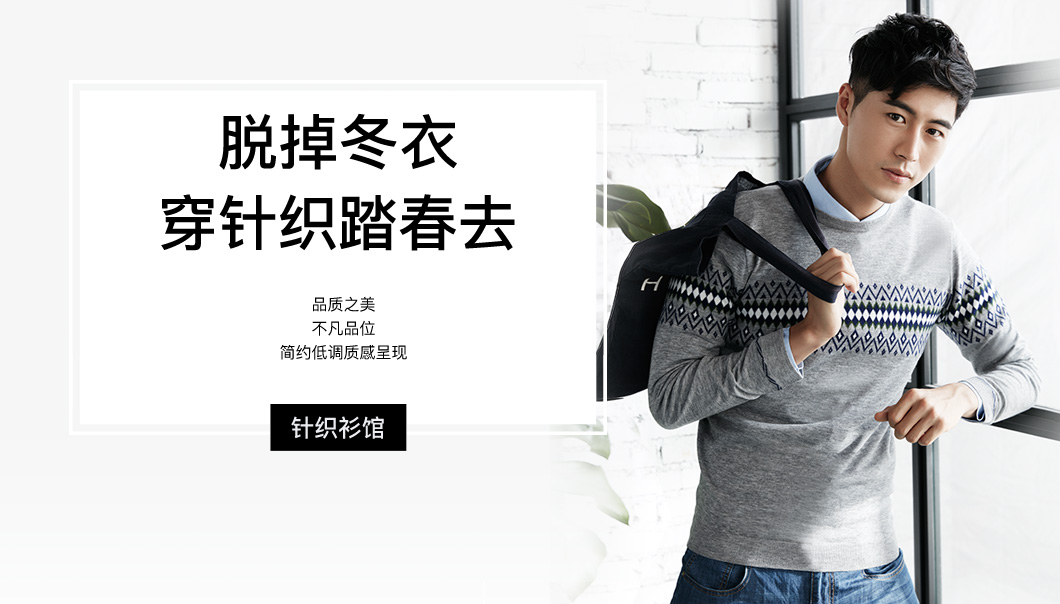 脱掉冬衣
穿针织踏春去
品质之美
不凡品位
简约低调质感呈现
针织衫馆
H